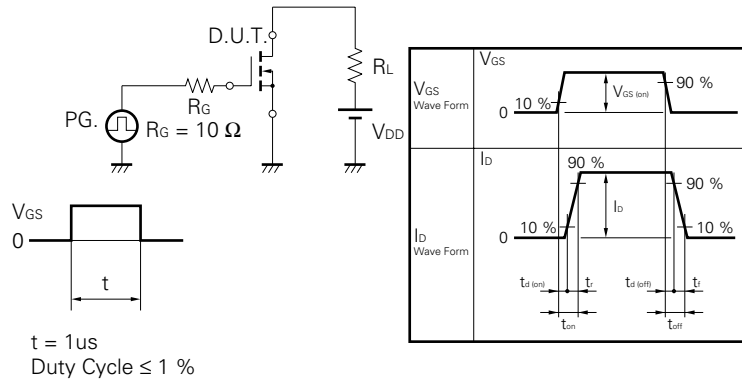 D.U.T.
RL
RG
PG.
RG = 10 Ω
VDD
VGS
0
t
t = 1us
Duty Cycle ≤ 1 %
VGS
Wave Form
VGS
10 %
0
VGS (on)
90 %
ID
Wave Form
ID
90 %
90 %
ID
10 %
10 %
0
td (on)
tr
td (off)
tf
ton
toff